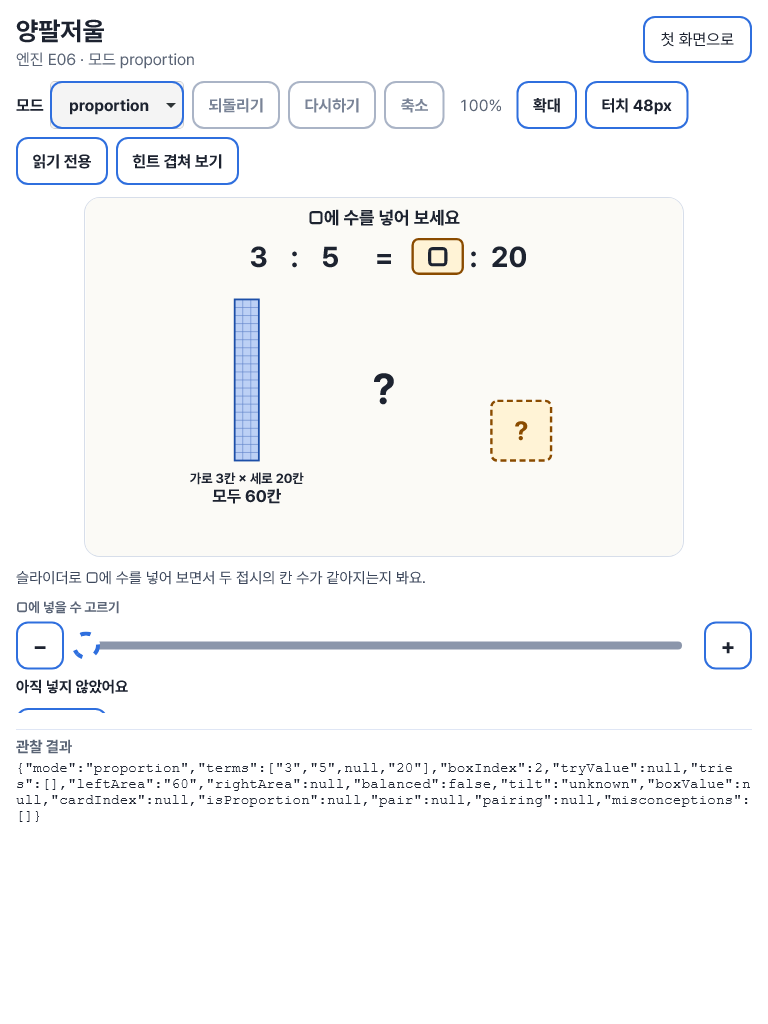 양팔저울
엔진 E06 · 모드 proportion
첫 화면으로
모드 proportion 되돌리기 다시하기 축소 100% 확대 터치 48px
읽기 전용 힌트 겹쳐 보기
▢에 수를 넣어 보세요
3 : 5 = ▢ : 20
?
?
가로 3칸 × 세로 20칸
모두 60칸
슬라이더로 ▢에 수를 넣어 보면서 두 접시의 칸 수가 같아지는지 봐요.
▢에 넣을 수 고르기
− +
아직 넣지 않았어요
관찰 결과
{"mode":"proportion","terms":["3","5",null,"20"],"boxIndex":2,"tryValue":null,"trie
s":[],"leftArea":"60","rightArea":null,"balanced":false,"tilt":"unknown","boxValue":n
ull,"cardIndex":null,"isProportion":null,"pair":null,"pairing":null,"misconceptions":
[]}